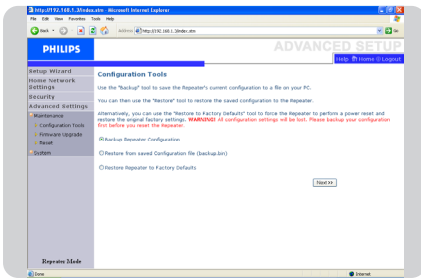 http://192.168.1.3/index.stm - Microsoft Internet Explorer
File Edit View Favorites Tools Help
Back
Address http://192.168.1.3/index.stm
Go
PHILIPS
ADVANCED SETUP
Help Home Logout
Setup Wizard
Home Network Settings
Security
Advanced Settings
Maintenance
Configuration Tools
Firmware Upgrade
Reset
System
Repeater Mode
Configuration Tools
Use the "Backup" tool to save the Repeater's current configuration to a file on your PC.
You can then use the "Restore" tool to restore the saved configuration to the Repeater.
Alternatively, you can use the "Restore to Factory Defaults" tool to force the Repeater to perform a power reset and
restore the original factory settings. WARNING! All configuration settings will be lost. Please backup your configuration
first before you reset the Repeater.
Backup Repeater Configuration
Restore from saved Configuration file (backup.bin)
Restore Repeater to Factory Defaults
Next >>
Done
Internet